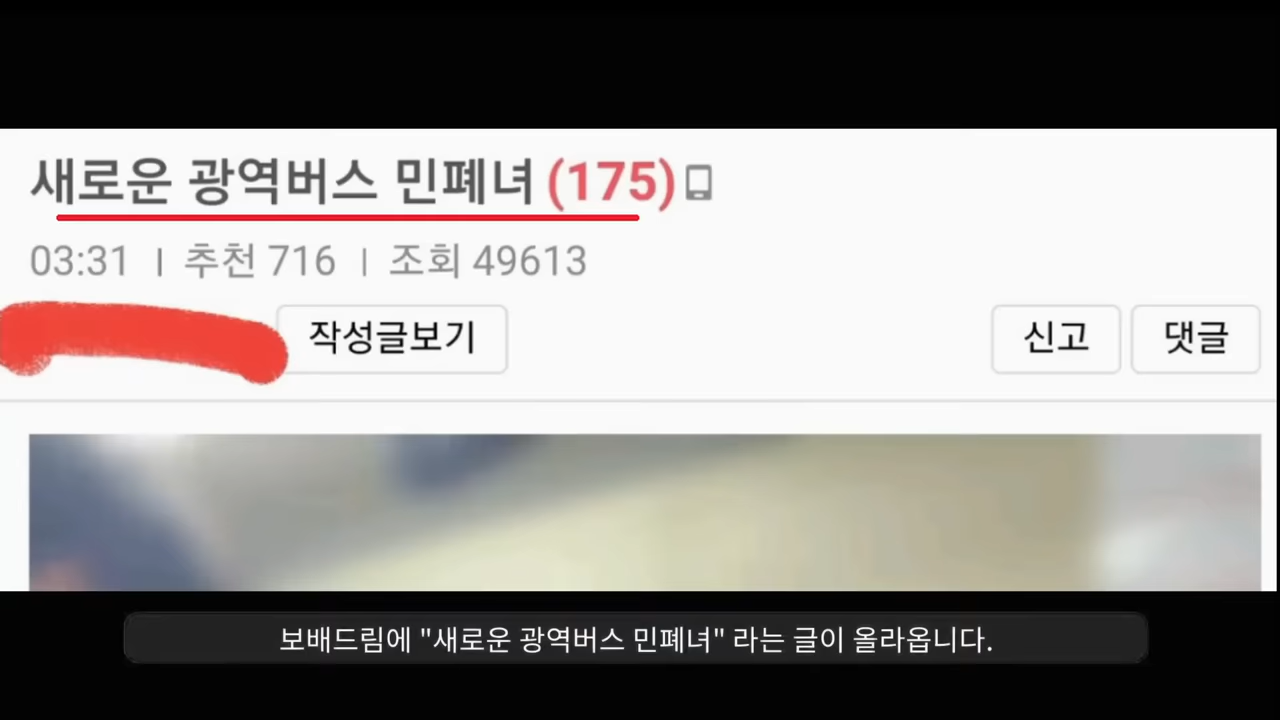 새로운 광역버스 민폐녀 (175)
03:31 | 추천 716 | 조회 49613
작성글보기 신고 댓글
보배드림에 "새로운 광역버스 민폐녀" 라는 글이 올라옵니다.